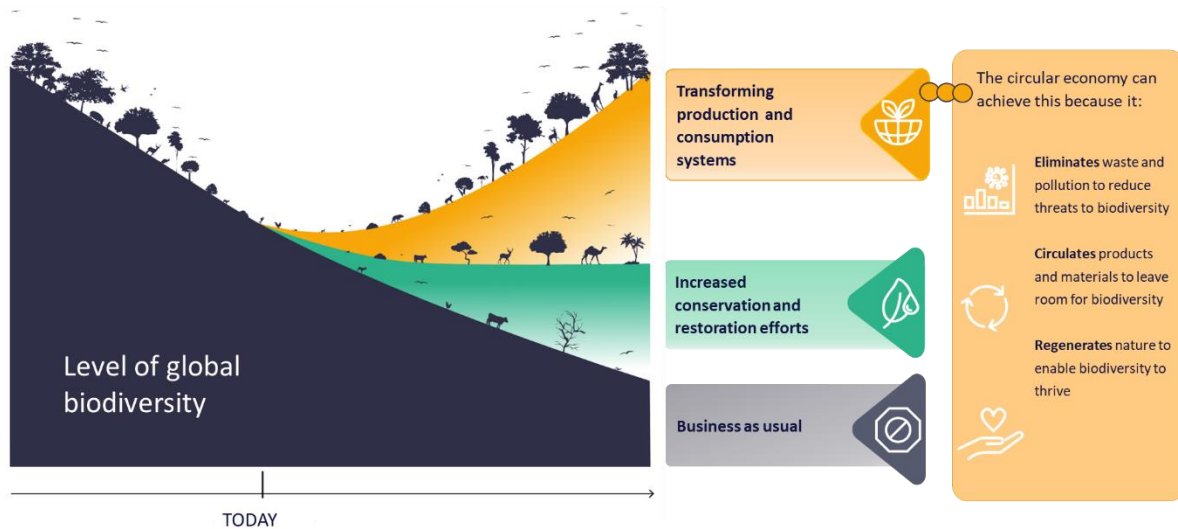 Level of global
biodiversity
TODAY
Transforming
production and
consumption
systems
Increased
conservation and
restoration efforts
Business as usual
The circular economy can
achieve this because it:
Eliminates waste and
pollution to reduce
threats to biodiversity
Circulates products
and materials to leave
room for biodiversity
Regenerates nature to
enable biodiversity to
thrive